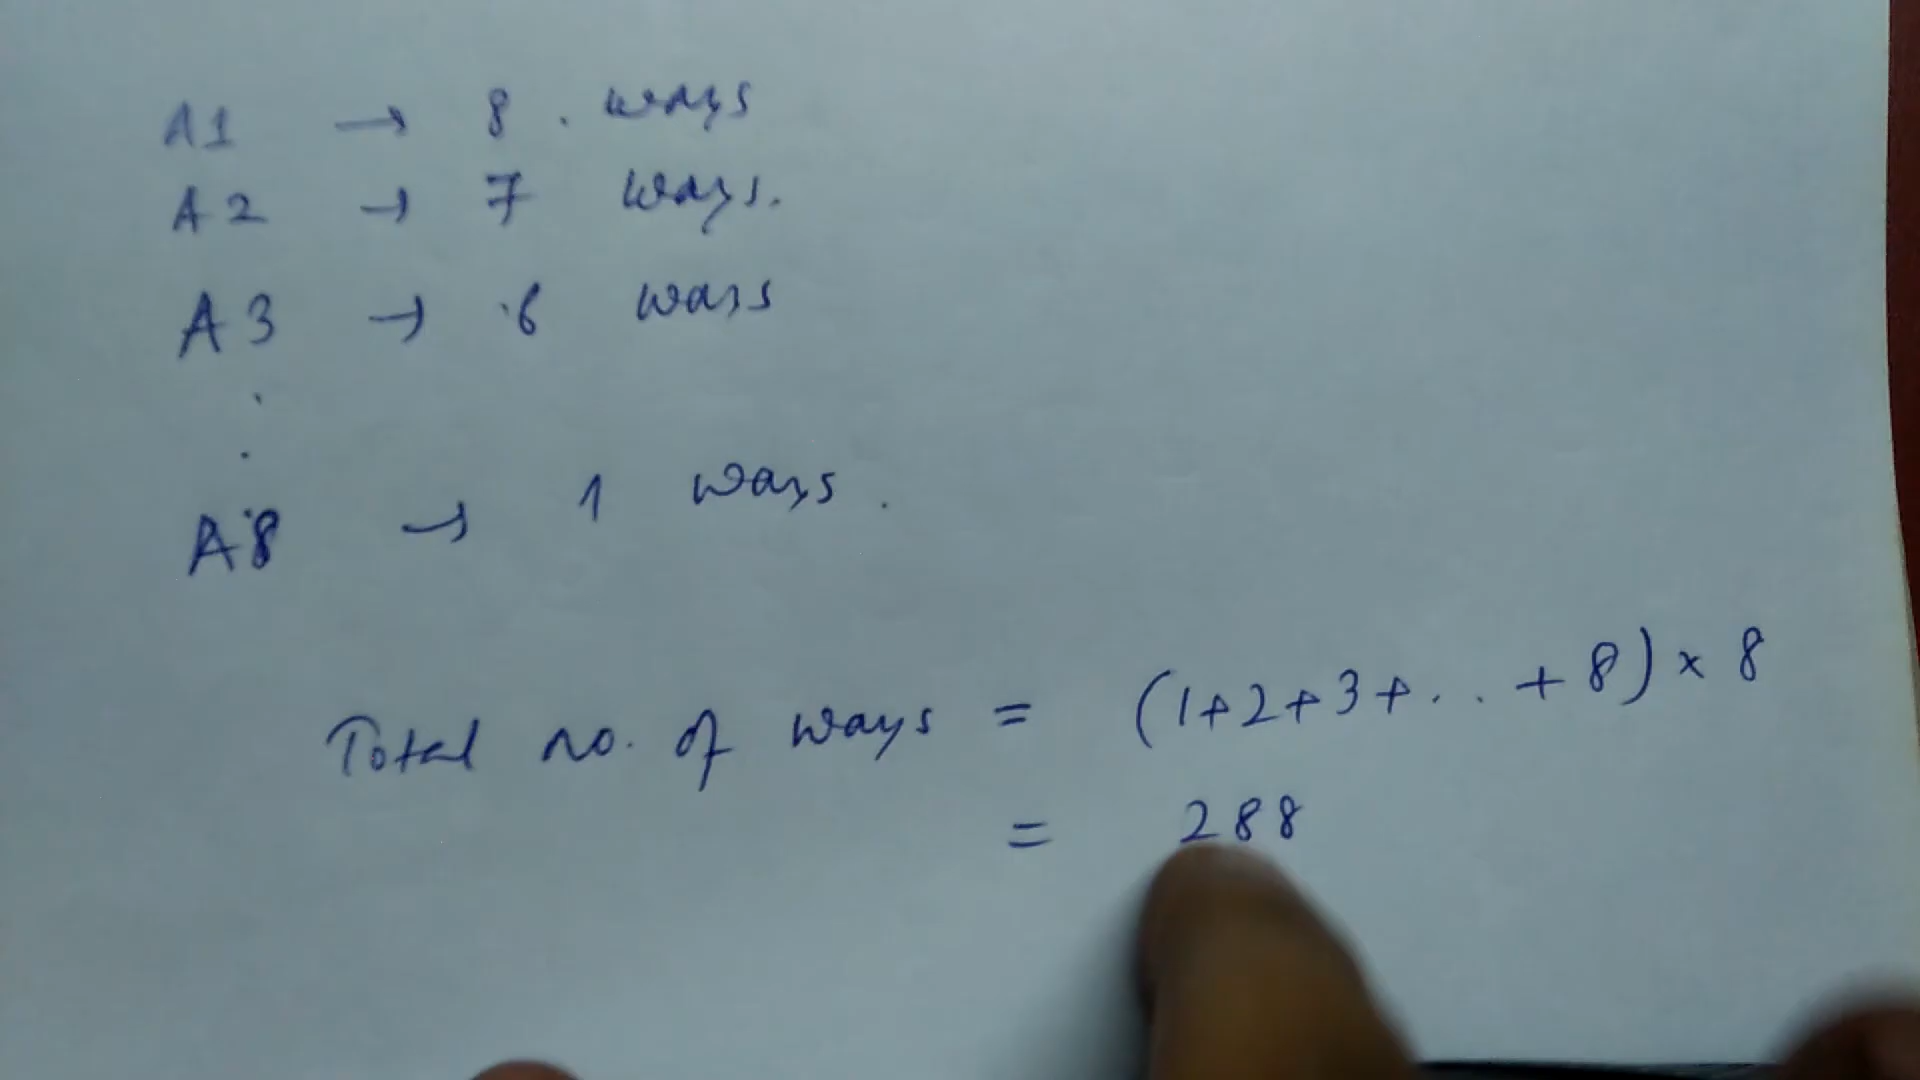 A1 → 8 . ways
A2 → 7 ways.
A3 → 6 ways
.
.
A8 → 1 ways .
Total no. of ways = (1+2+3+. . +8) × 8
= 288